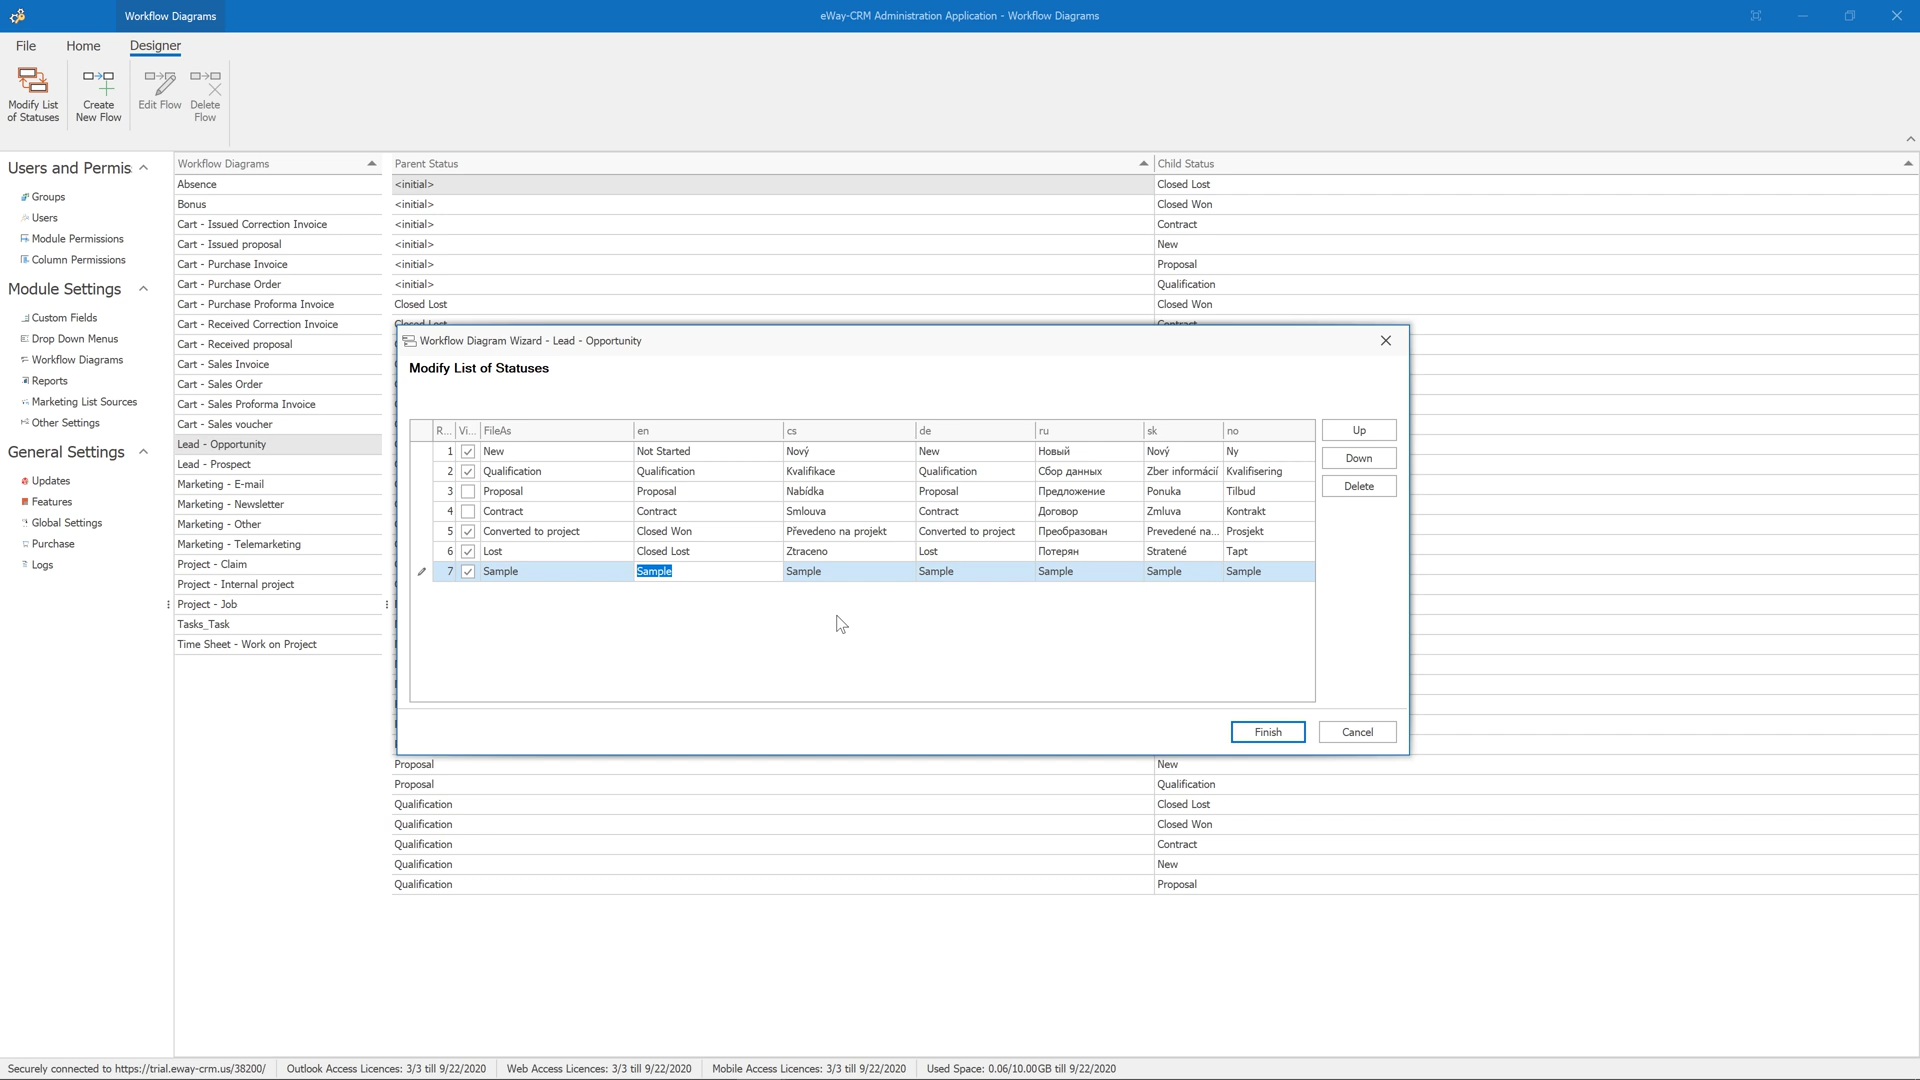 Workflow Diagrams
eWay-CRM Administration Application - Workflow Diagrams
File
Home
Designer
Modify List
of Statuses
Create
New Flow
Edit Flow
Delete
Flow
Users and Permis
Groups
Users
Module Permissions
Column Permissions
Module Settings
Custom Fields
Drop Down Menus
Workflow Diagrams
Reports
Marketing List Sources
Other Settings
General Settings
Updates
Features
Global Settings
Purchase
Logs
Workflow Diagrams
Absence
Bonus
Cart - Issued Correction Invoice
Cart - Issued proposal
Cart - Purchase Invoice
Cart - Purchase Order
Cart - Purchase Proforma Invoice
Cart - Received Correction Invoice
Cart - Received proposal
Cart - Sales Invoice
Cart - Sales Order
Cart - Sales Proforma Invoice
Cart - Sales voucher
Lead - Opportunity
Lead - Prospect
Marketing - E-mail
Marketing - Newsletter
Marketing - Other
Marketing - Telemarketing
Project - Claim
Project - Internal project
Project - Job
Tasks_Task
Time Sheet - Work on Project
Parent Status Child Status
<initial> Closed Lost
<initial> Closed Won
<initial> Contract
<initial> New
<initial> Proposal
<initial> Qualification
Closed Lost Closed Won
Closed Lost Contract
Workflow Diagram Wizard - Lead - Opportunity
Modify List of Statuses
R... Vi... FileAs en cs de ru sk no
1 New Not Started Nový New Новый Nový Ny
2 Qualification Qualification Kvalifikace Qualification Сбор данных Zber informácií Kvalifisering
3 Proposal Proposal Nabídka Proposal Предложение Ponuka Tilbud
4 Contract Contract Smlouva Contract Договор Zmluva Kontrakt
5 Converted to project Closed Won Převedeno na projekt Converted to project Преобразован Prevedené na... Prosjekt
6 Lost Closed Lost Ztraceno Lost Потерян Stratené Tapt
7 Sample Sample Sample Sample Sample Sample Sample
Up
Down
Delete
Finish
Cancel
Proposal New
Proposal Qualification
Qualification Closed Lost
Qualification Closed Won
Qualification Contract
Qualification New
Qualification Proposal
Securely connected to https://trial.eway-crm.us/38200/ Outlook Access Licences: 3/3 till 9/22/2020 Web Access Licences: 3/3 till 9/22/2020 Mobile Access Licences: 3/3 till 9/22/2020 Used Space: 0.06/10.00GB till 9/22/2020